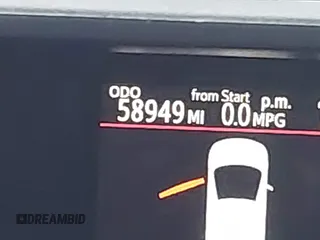 ODO from Start p.m.
58949 MI 0.0 MPG
DREAMBID